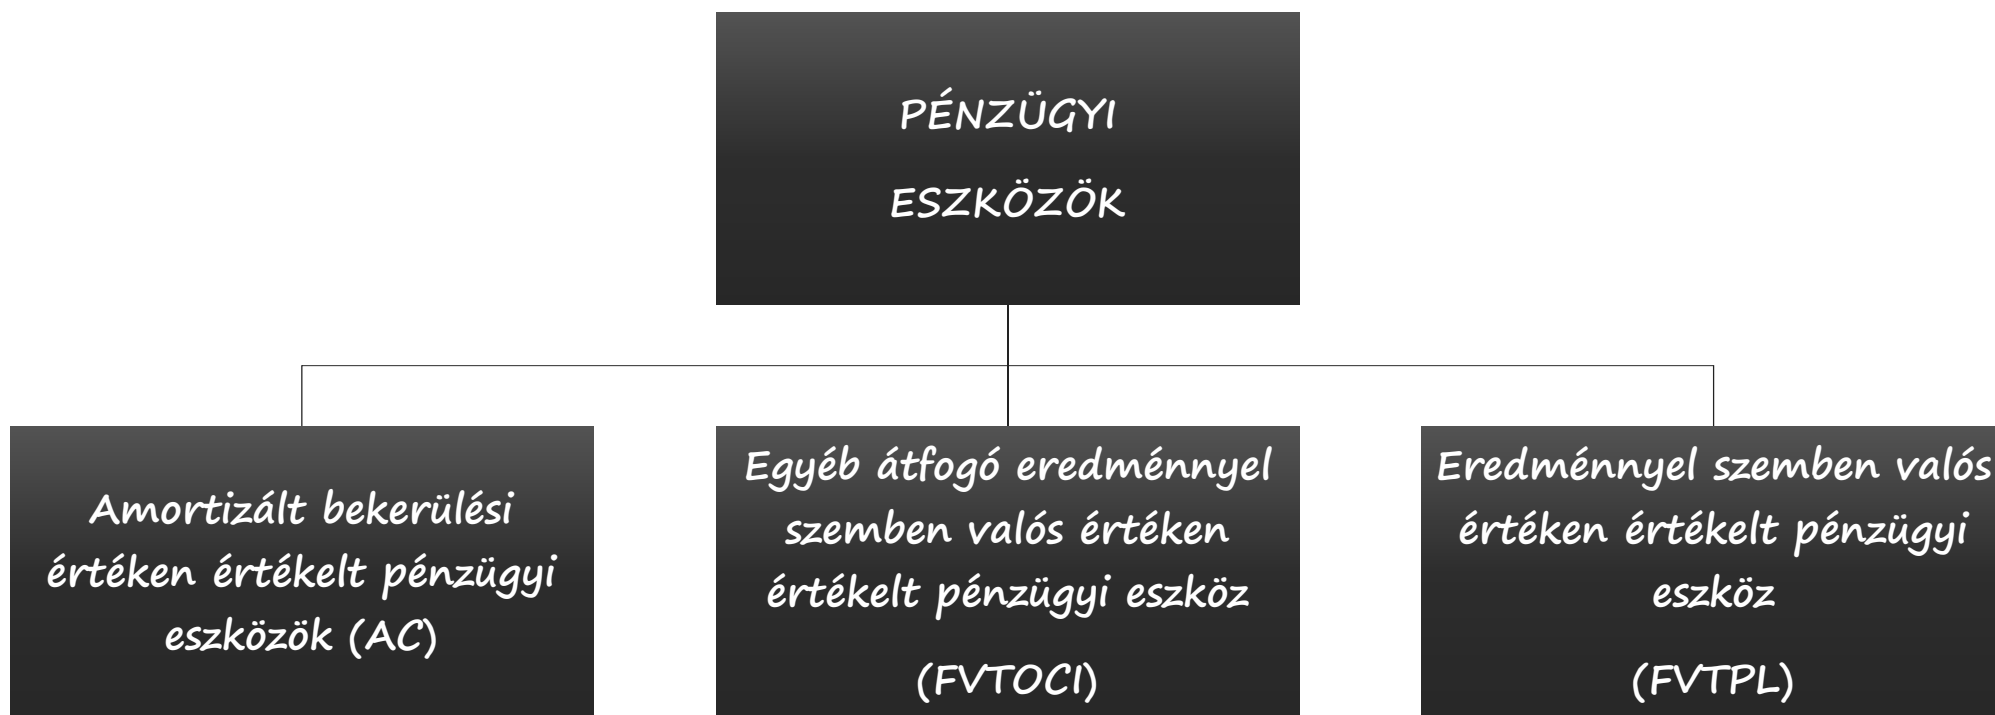 PÉNZÜGYI
ESZKÖZÖK
Amortizált bekerülési
értéken értékelt pénzügyi
eszközök (AC)
Egyéb átfogó eredménnyel
szemben valós értéken
értékelt pénzügyi eszköz
(FVTOCI)
Eredménnyel szemben valós
értéken értékelt pénzügyi
eszköz
(FVTPL)